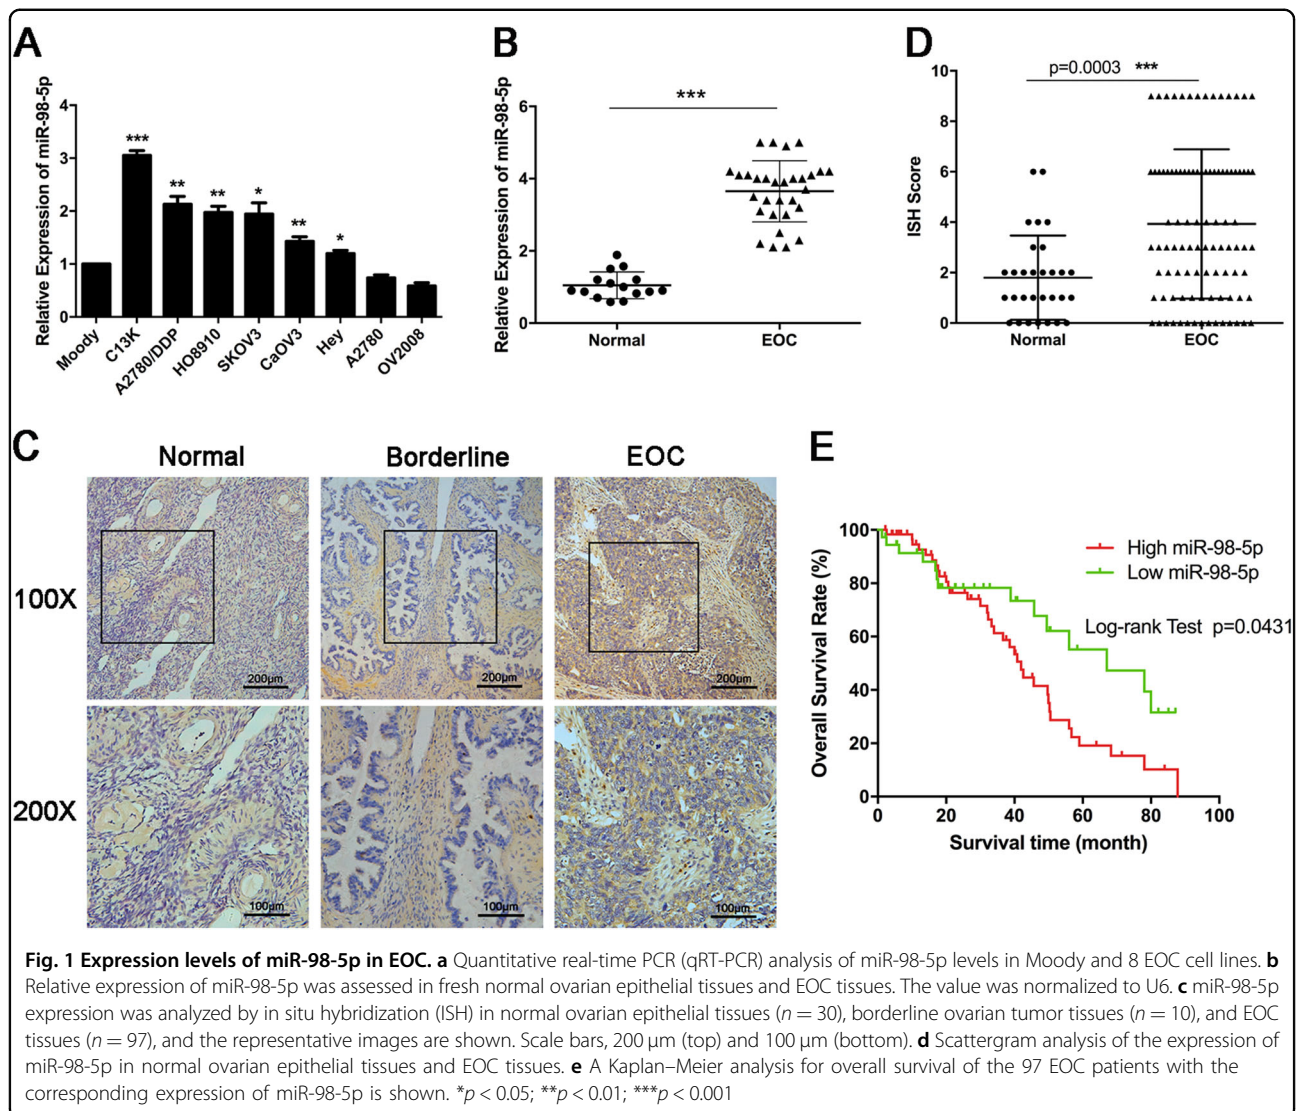 A
Relative Expression of miR-98-5p
4
3
2
1
0
***
**
**
*
**
*
Moody
C13K
A2780/DDP
HO8910
SKOV3
CaOV3
Hey
A2780
OV2008
B
Relative Expression of miR-98-5p
6
4
2
0
***
Normal
EOC
D
ISH Score
10
8
6
4
2
0
p=0.0003 ***
Normal
EOC
C
Normal
Borderline
EOC
100X
200μm
200μm
200μm
200X
100μm
100μm
100μm
E
Overall Survival Rate (%)
100
80
60
40
20
0
High miR-98-5p
Low miR-98-5p
Log-rank Test p=0.0431
0
20
40
60
80
100
Survival time (month)
Fig. 1 Expression levels of miR-98-5p in EOC. a Quantitative real-time PCR (qRT-PCR) analysis of miR-98-5p levels in Moody and 8 EOC cell lines. b
Relative expression of miR-98-5p was assessed in fresh normal ovarian epithelial tissues and EOC tissues. The value was normalized to U6. c miR-98-5p
expression was analyzed by in situ hybridization (ISH) in normal ovarian epithelial tissues (n = 30), borderline ovarian tumor tissues (n = 10), and EOC
tissues (n = 97), and the representative images are shown. Scale bars, 200 μm (top) and 100 μm (bottom). d Scattergram analysis of the expression of
miR-98-5p in normal ovarian epithelial tissues and EOC tissues. e A Kaplan–Meier analysis for overall survival of the 97 EOC patients with the
corresponding expression of miR-98-5p is shown. *p < 0.05; **p < 0.01; ***p < 0.001